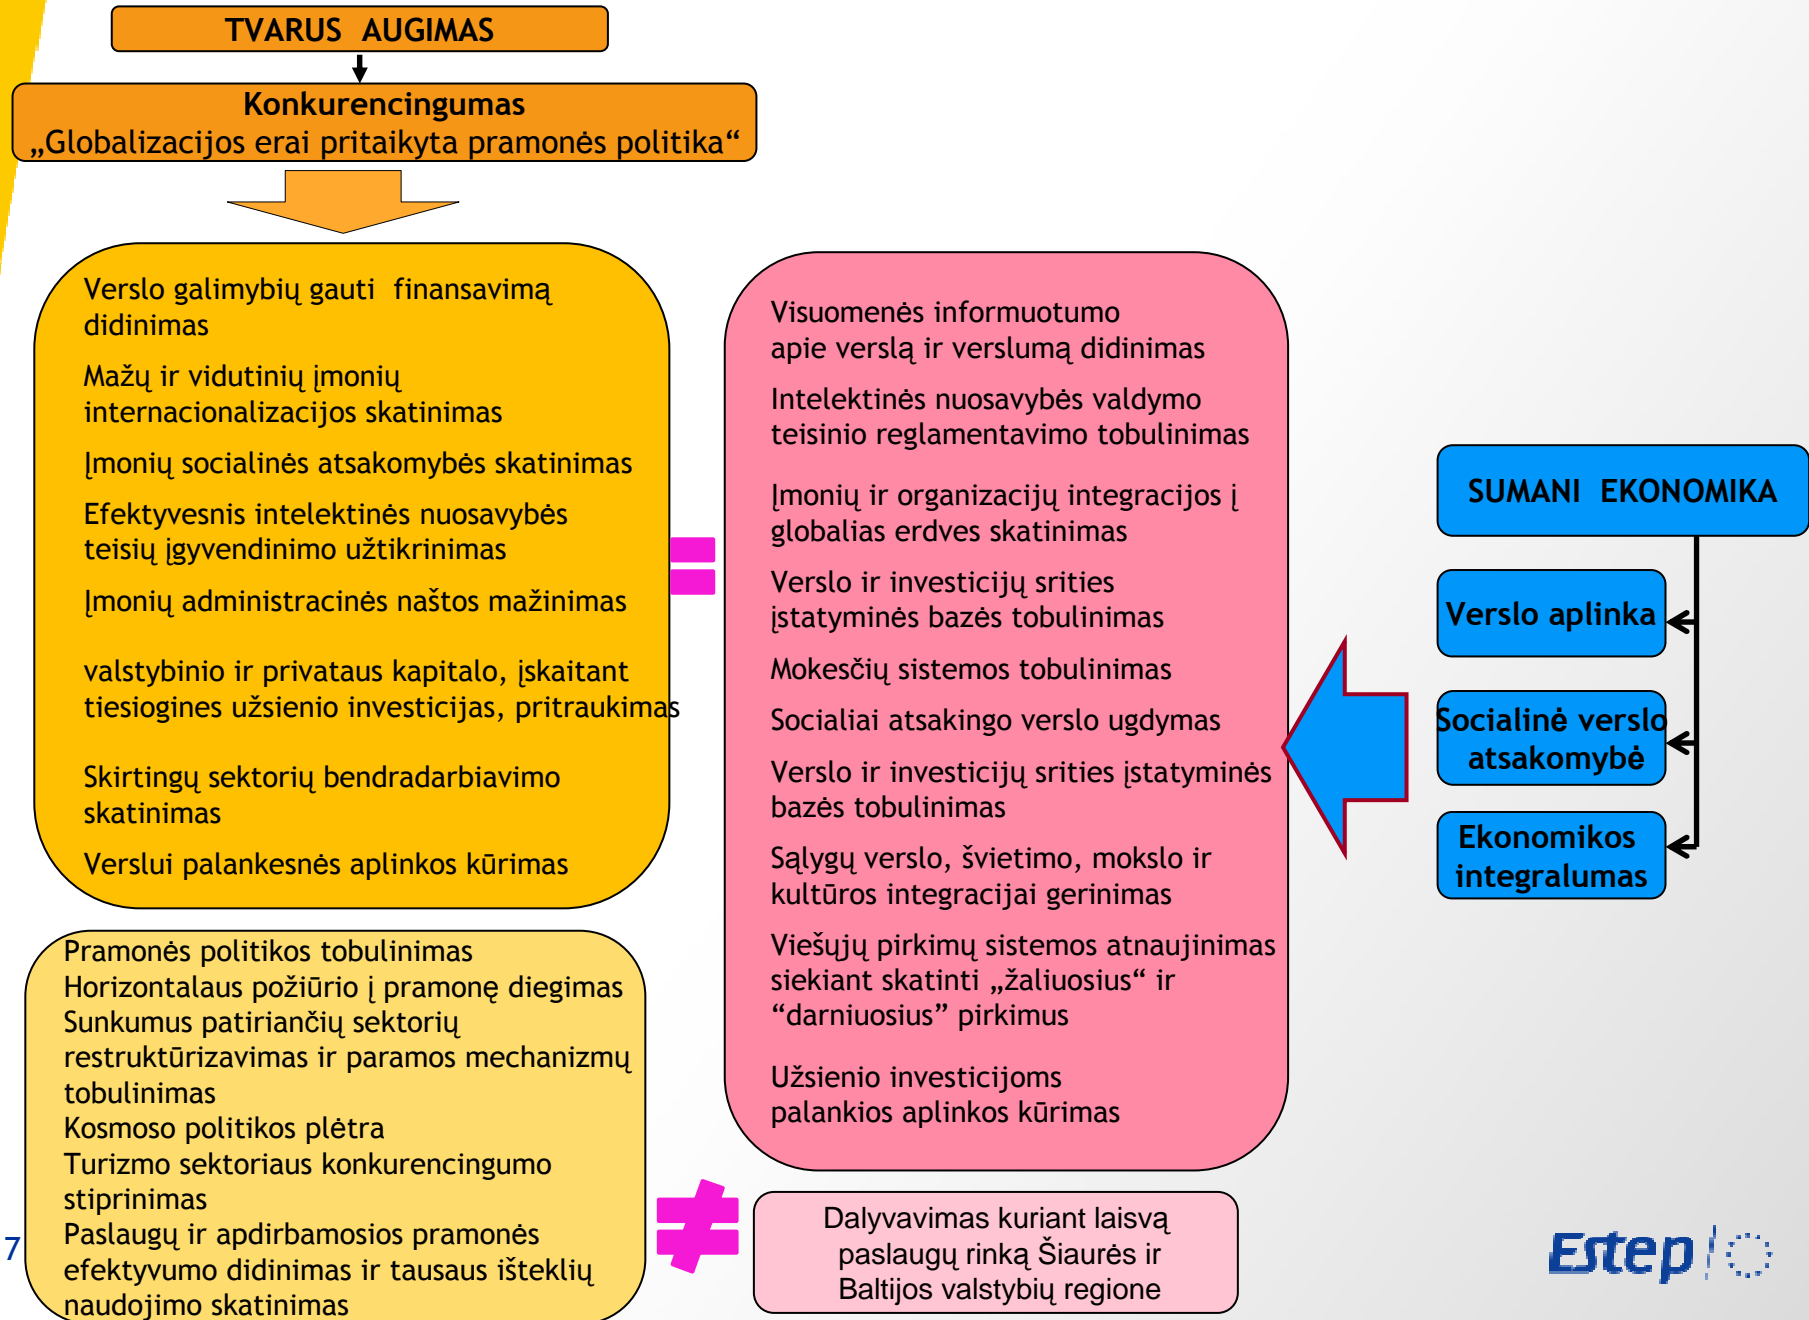 TVARUS AUGIMAS
Konkurencingumas
„Globalizacijos erai pritaikyta pramonės politika“
Verslo galimybių gauti finansavimą
didinimas
Mažų ir vidutinių įmonių
internacionalizacijos skatinimas
Įmonių socialinės atsakomybės skatinimas
Efektyvesnis intelektinės nuosavybės
teisių įgyvendinimo užtikrinimas
Įmonių administracinės naštos mažinimas
valstybinio ir privataus kapitalo, įskaitant
tiesiogines užsienio investicijas, pritraukimas
Skirtingų sektorių bendradarbiavimo
skatinimas
Verslui palankesnės aplinkos kūrimas
Pramonės politikos tobulinimas
Horizontalaus požiūrio į pramonę diegimas
Sunkumus patiriančių sektorių
restruktūrizavimas ir paramos mechanizmų
tobulinimas
Kosmoso politikos plėtra
Turizmo sektoriaus konkurencingumo
stiprinimas
Paslaugų ir apdirbamosios pramonės
efektyvumo didinimas ir tausaus išteklių
naudojimo skatinimas
Visuomenės informuotumo
apie verslą ir verslumą didinimas
Intelektinės nuosavybės valdymo
teisinio reglamentavimo tobulinimas
Įmonių ir organizacijų integracijos į
globalias erdves skatinimas
Verslo ir investicijų srities
įstatyminės bazės tobulinimas
Mokesčių sistemos tobulinimas
Socialiai atsakingo verslo ugdymas
Verslo ir investicijų srities įstatyminės
bazės tobulinimas
Sąlygų verslo, švietimo, mokslo ir
kultūros integracijai gerinimas
Viešųjų pirkimų sistemos atnaujinimas
siekiant skatinti „žaliuosius“ ir
“darniuosius” pirkimus
Užsienio investicijoms
palankios aplinkos kūrimas
Dalyvavimas kuriant laisvą
paslaugų rinką Šiaurės ir
Baltijos valstybių regione
SUMANI EKONOMIKA
Verslo aplinka
Socialinė verslo
atsakomybė
Ekonomikos
integralumas
7
Estep